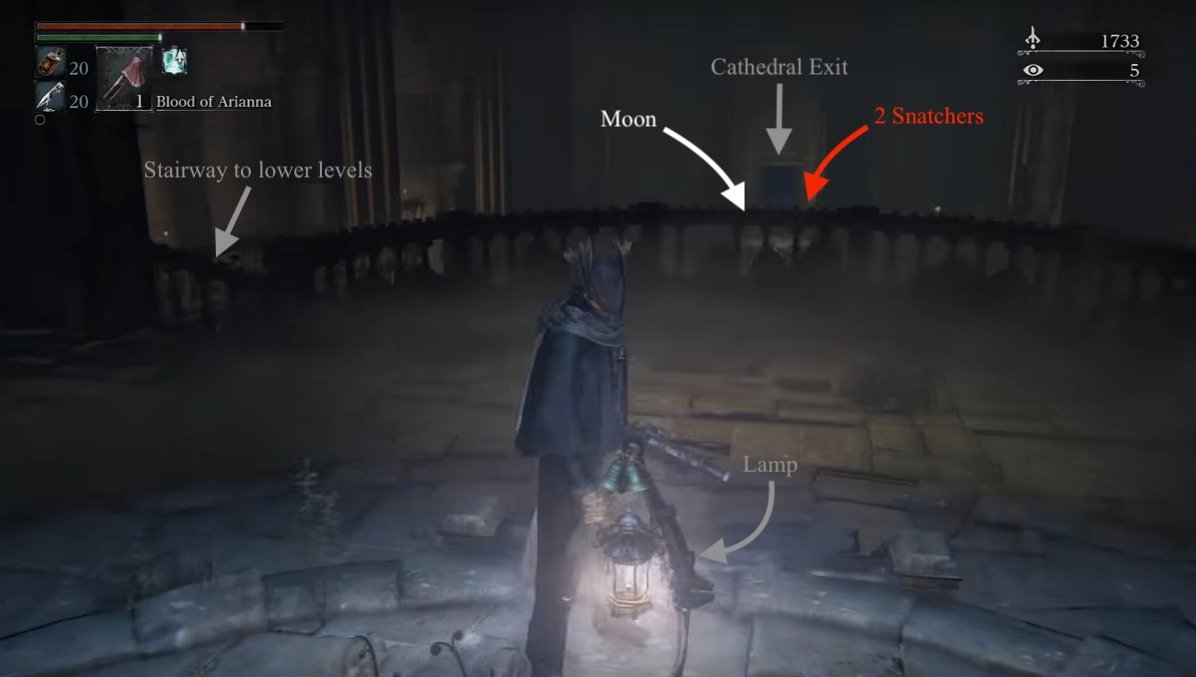 1733
5
20
20
1
Blood of Arianna
Cathedral Exit
Moon
2 Snatchers
Stairway to lower levels
Lamp